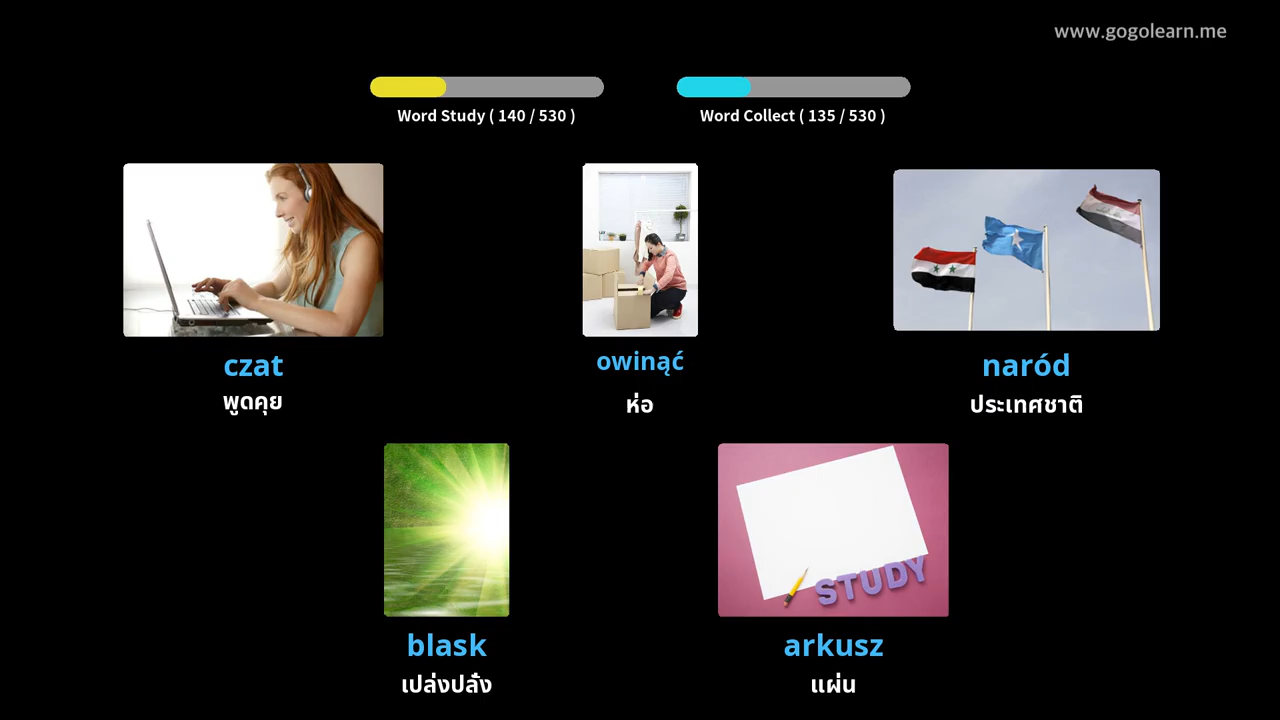 www.gogolearn.me
Word Study ( 140 / 530 )
Word Collect ( 135 / 530 )
czat
พูดคุย
owinąć
ห่อ
naród
ประเทศชาติ
STUDY
blask
เปล่งปลั่ง
arkusz
แผ่น